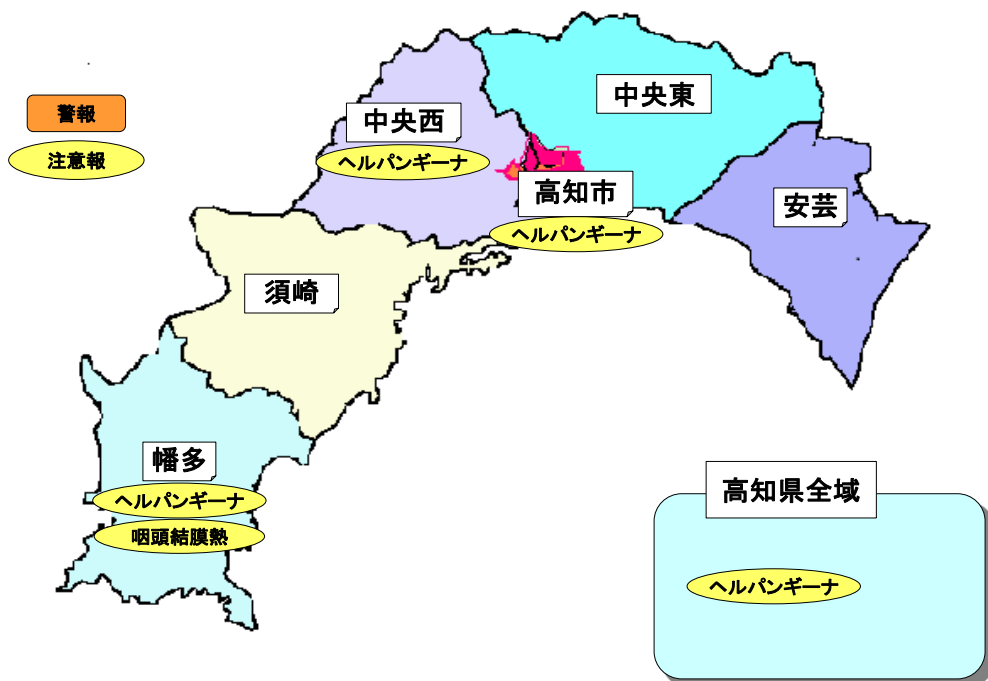 警報
注意報
中央西
ヘルパンギーナ
中央東
高知市
ヘルパンギーナ
安芸
須崎
幡多
ヘルパンギーナ
咽頭結膜熱
高知県全域
ヘルパンギーナ